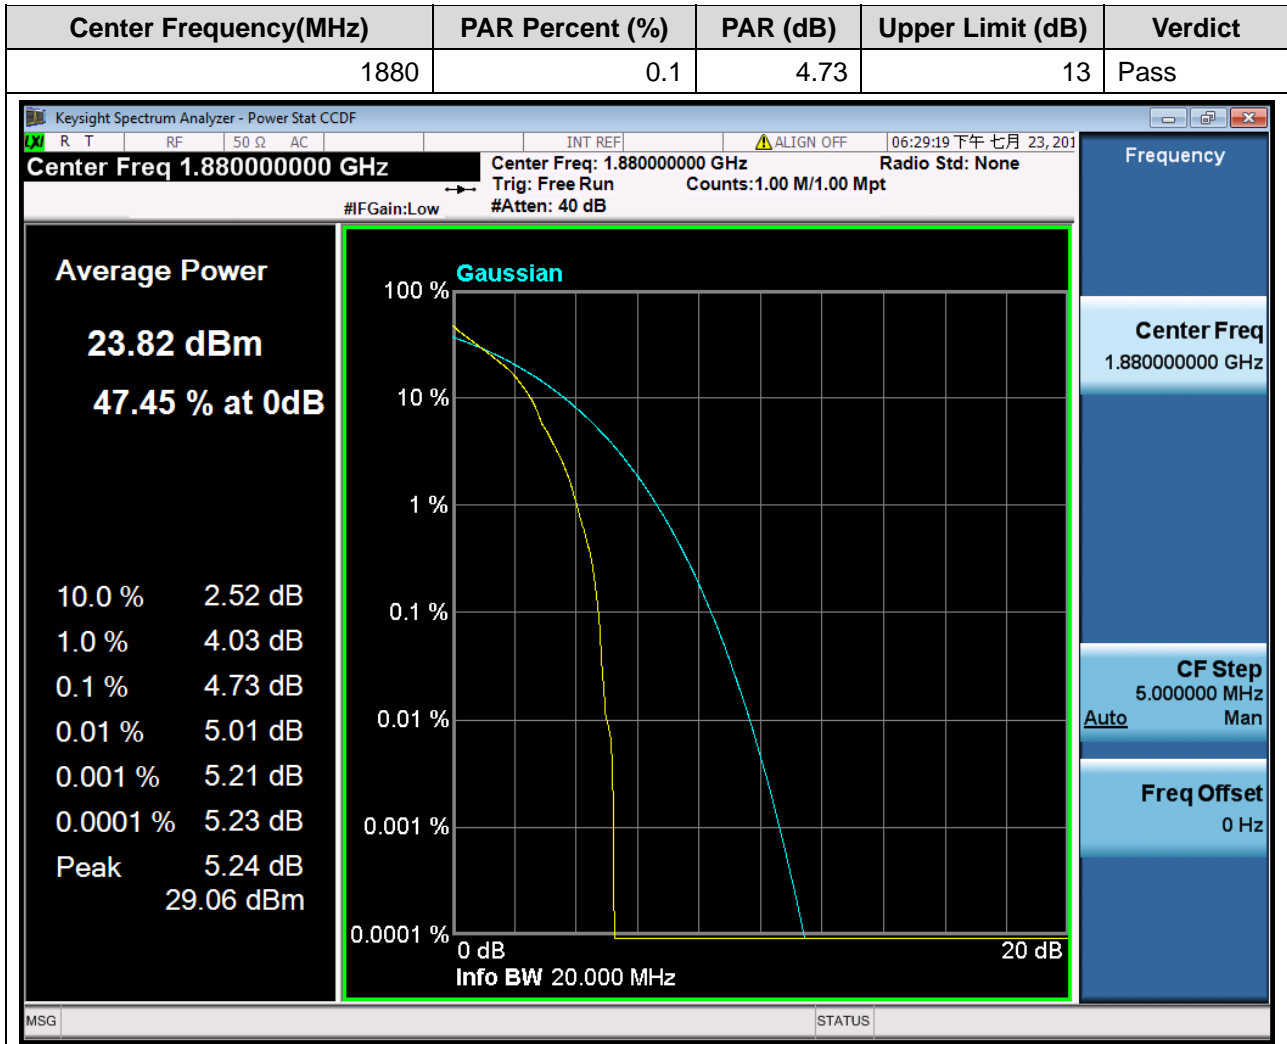 Center Frequency(MHz) PAR Percent (%) PAR (dB) Upper Limit (dB) Verdict
1880 0.1 4.73 13 Pass
Keysight Spectrum Analyzer - Power Stat CCDF
LXI R T RF 50 Ω AC INT REF ALIGN OFF 06:29:19 下午 七月 23, 201
Center Freq 1.880000000 GHz
Center Freq: 1.880000000 GHz Radio Std: None
Trig: Free Run Counts:1.00 M/1.00 Mpt
#IFGain:Low #Atten: 40 dB
Frequency
Average Power
23.82 dBm
47.45 % at 0dB
10.0 % 2.52 dB
1.0 % 4.03 dB
0.1 % 4.73 dB
0.01 % 5.01 dB
0.001 % 5.21 dB
0.0001 % 5.23 dB
Peak 5.24 dB
29.06 dBm
Gaussian
100 %
10 %
1 %
0.1 %
0.01 %
0.001 %
0.0001 %
0 dB 20 dB
Info BW 20.000 MHz
Center Freq
1.880000000 GHz
CF Step
5.000000 MHz
Auto Man
Freq Offset
0 Hz
MSG STATUS